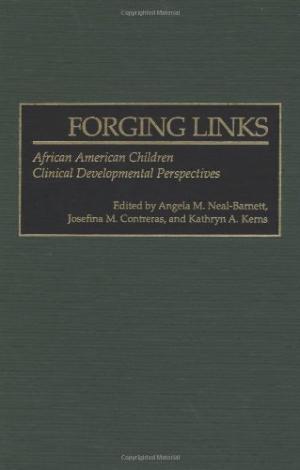 FORGING LINKS
African American Children
Clinical Developmental Perspectives
Edited by Angela M. Neal-Barnett,
Josefina M. Contreras, and Kathryn A. Kerns